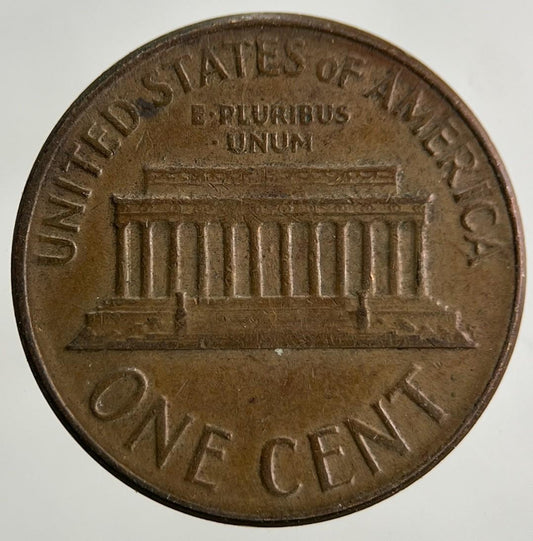 UNITED STATES OF AMERICA
E·PLURIBUS
·UNUM
ONE CENT